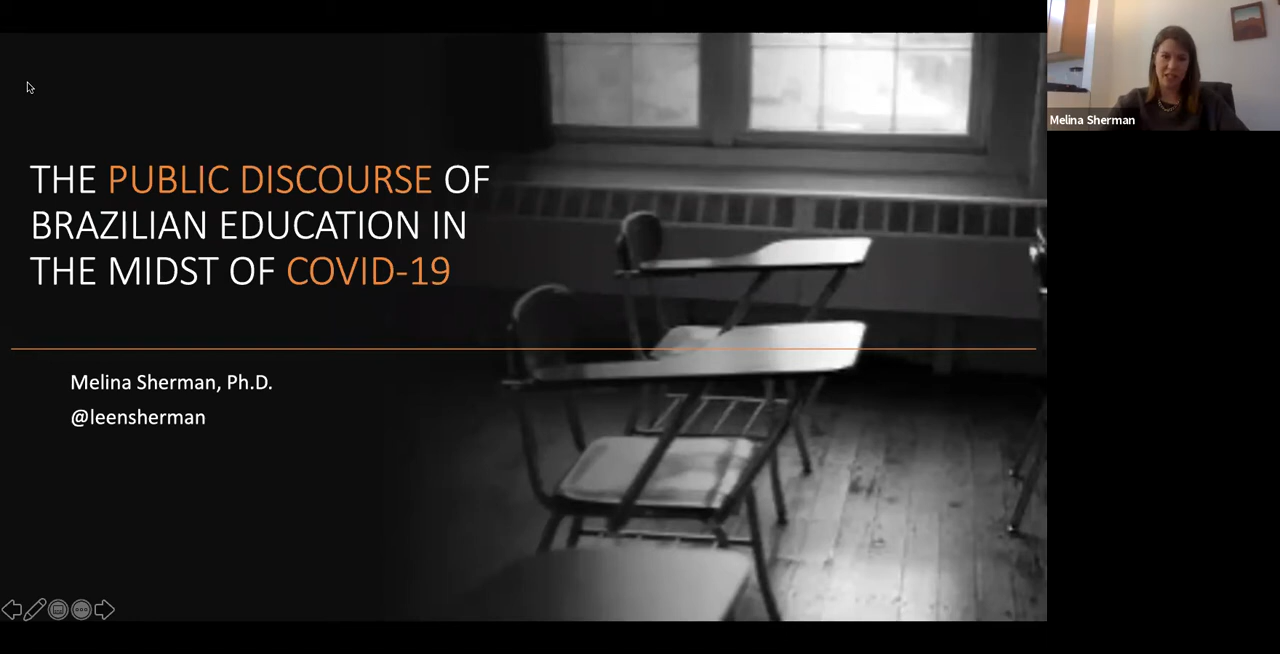 THE PUBLIC DISCOURSE OF
BRAZILIAN EDUCATION IN
THE MIDST OF COVID-19
Melina Sherman, Ph.D.
@leensherman
Melina Sherman